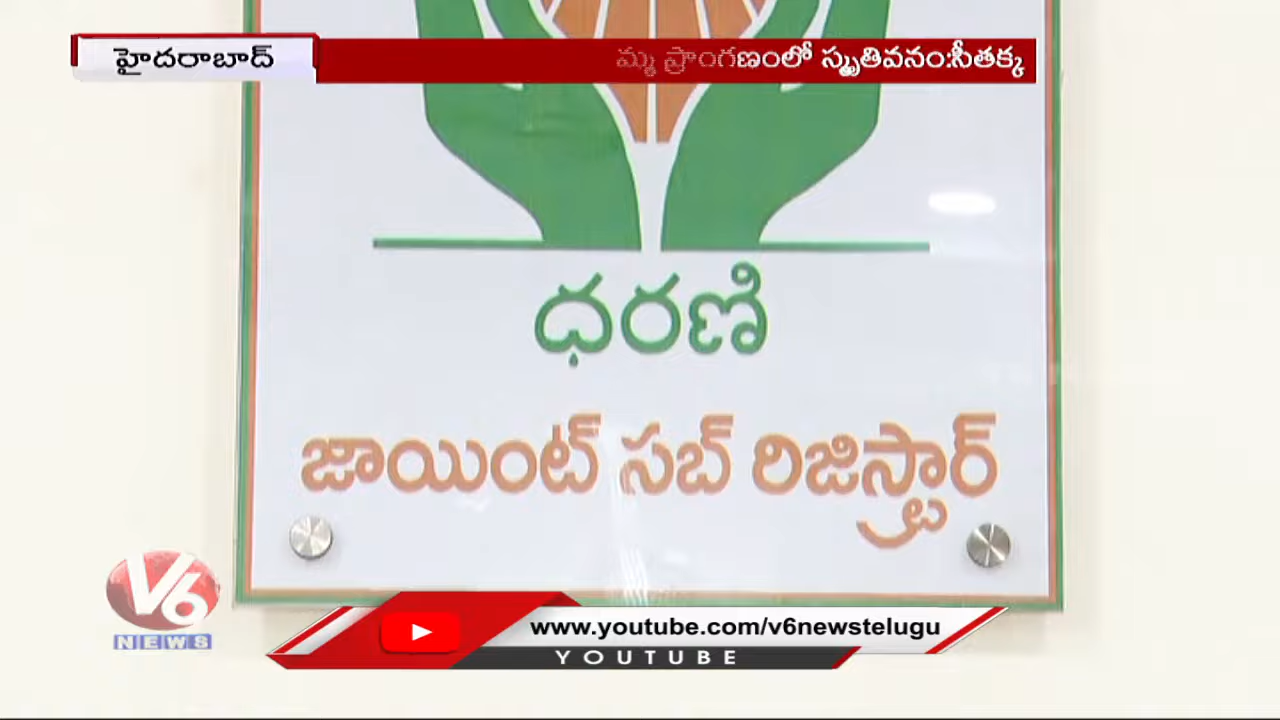 హైదరాబాద్
ప్రాంగణంలో స్మృతివనం:సీతక్క
ధరణి
జాయింట్ సబ్ రిజిస్ట్రార్
V6
NEWS
www.youtube.com/v6newstelugu
YOUTUBE